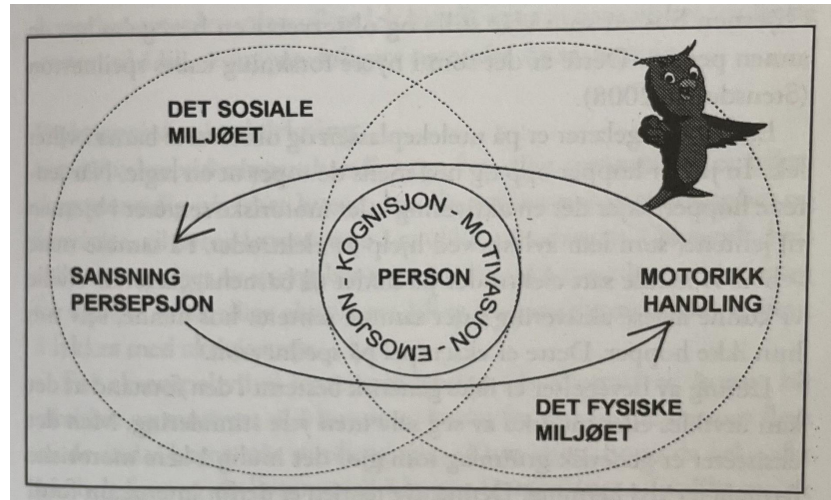 DET SOSIALE
MILJØET
SANSNING
PERSEPSJON
EMOSJON - KOGNISJON - MOTIVASJON -
PERSON
MOTORIKK
HANDLING
DET FYSISKE
MILJØET